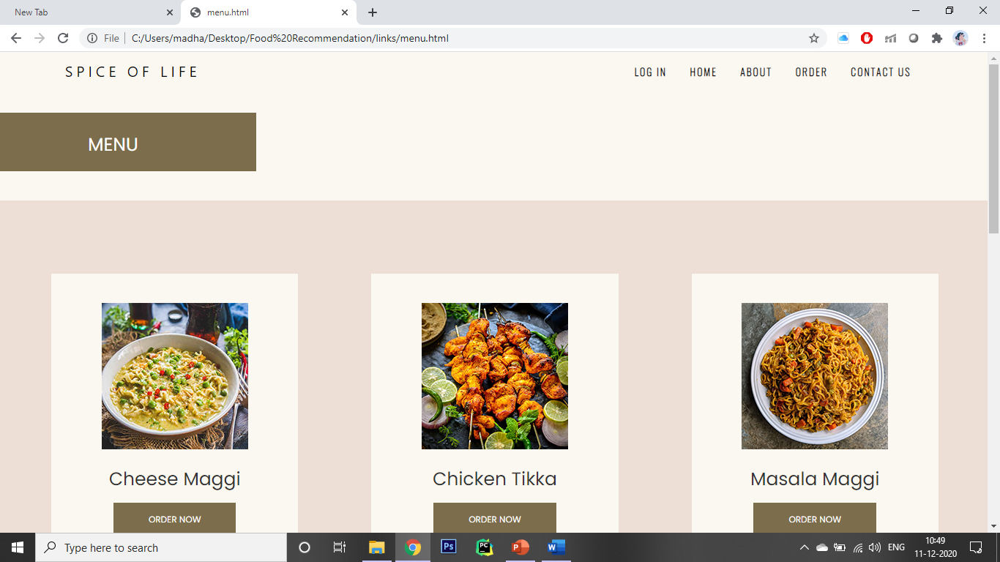 New Tab
menu.html
File
C:/Users/madha/Desktop/Food%20Recommendation/links/menu.html
SPICE OF LIFE
LOG IN HOME ABOUT ORDER CONTACT US
MENU
Cheese Maggi
Chicken Tikka
Masala Maggi
ORDER NOW
ORDER NOW
ORDER NOW
Type here to search
Ps
PC
P
W
ENG
10:49
11-12-2020